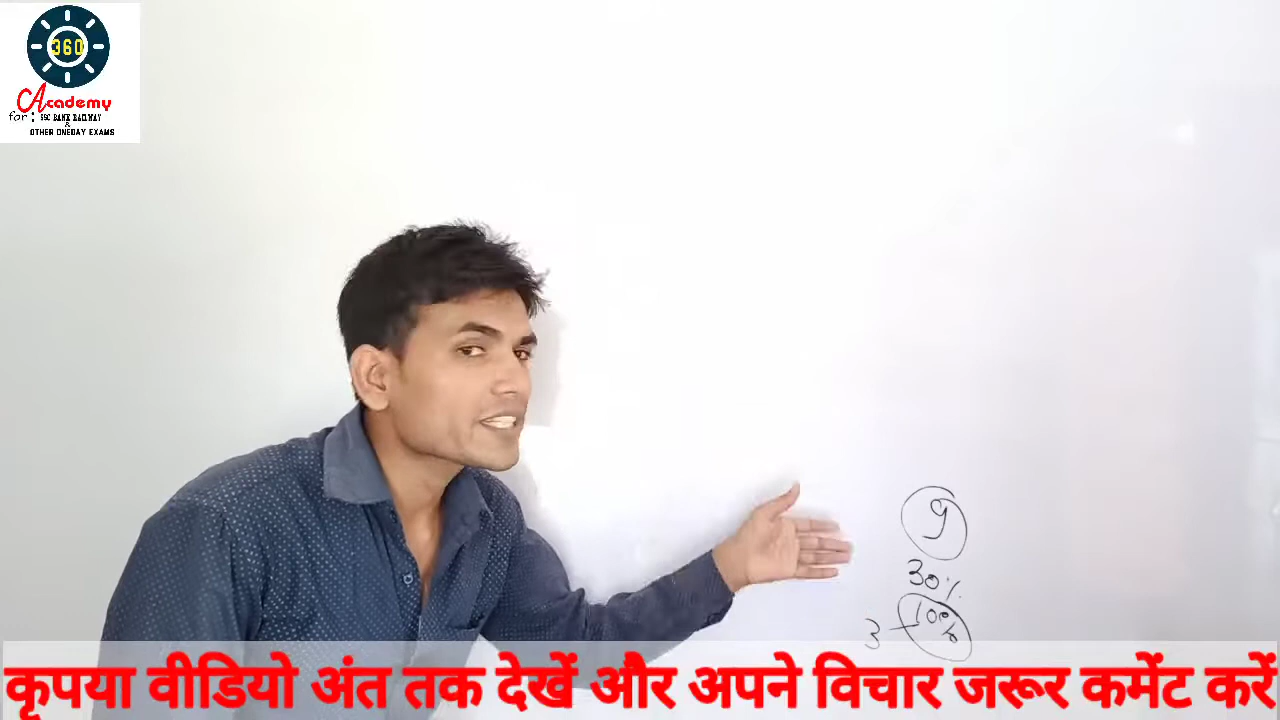 360
Academy
for: SSC BANK RAILWAY
&
OTHER ONEDAY EXAMS
9
30%
3 100%
कृपया वीडियो अंत तक देखें और अपने विचार जरूर कमेंट करें